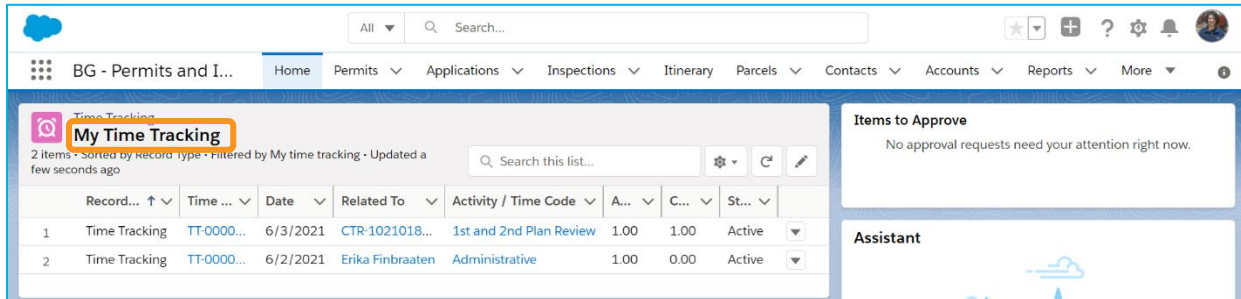 All Search...
BG - Permits and I... Home Permits Applications Inspections Itinerary Parcels Contacts Accounts Reports More
Time Tracking
My Time Tracking
2 items • Sorted by Record Type • Filtered by My time tracking • Updated a
few seconds ago
Search this list...
Record... Time ... Date Related To Activity / Time Code A... C... St...
1 Time Tracking TT-0000... 6/3/2021 CTR-1021018... 1st and 2nd Plan Review 1.00 1.00 Active
2 Time Tracking TT-0000... 6/2/2021 Erika Finbraaten Administrative 1.00 0.00 Active
Items to Approve
No approval requests need your attention right now.
Assistant